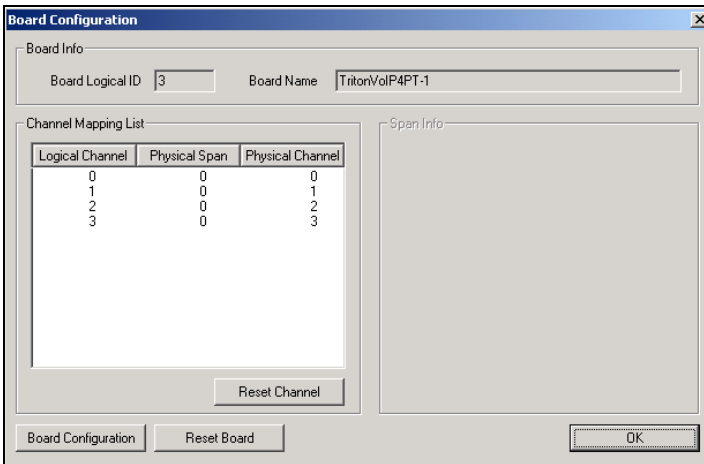 Board Configuration
Board Info
Board Logical ID 3 Board Name TritonVoIP4PT-1
Channel Mapping List
Span Info
Logical Channel Physical Span Physical Channel
0 0 0
1 0 1
2 0 2
3 0 3
Reset Channel
Board Configuration Reset Board OK